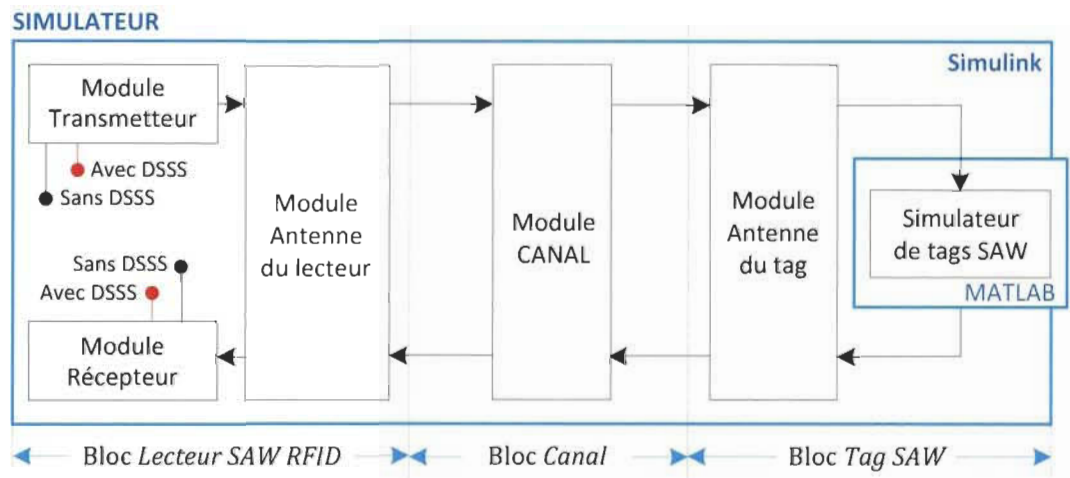 SIMULATEUR
Simulink
Module
Transmetteur
Avec DSSS
Sans DSSS
Sans DSSS
Avec DSSS
Module
Récepteur
Module
Antenne
du lecteur
Module
CANAL
Module
Antenne
du tag
Simulateur
de tags SAW
MATLAB
Bloc Lecteur SAW RFID
Bloc Canal
Bloc Tag SAW